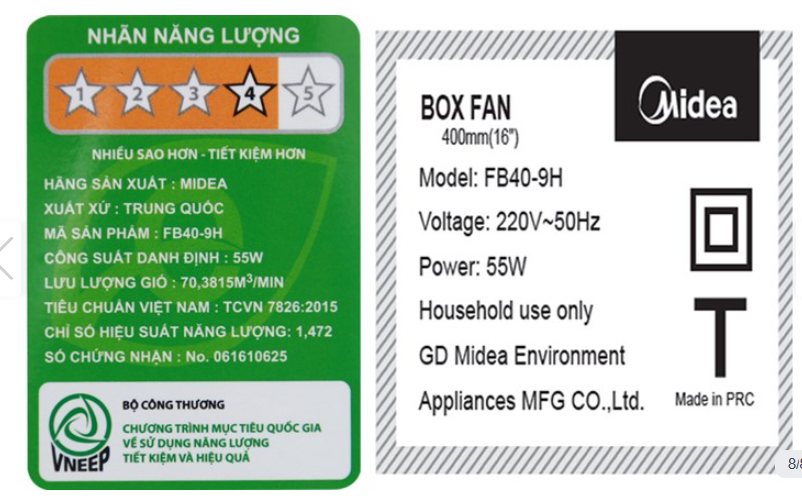 NHÃN NĂNG LƯỢNG
1 2 3 4 5
NHIỀU SAO HƠN - TIẾT KIỆM HƠN
HÃNG SẢN XUẤT : MIDEA
XUẤT XỨ : TRUNG QUỐC
MÃ SẢN PHẨM : FB40-9H
CÔNG SUẤT DANH ĐỊNH : 55W
LƯU LƯỢNG GIÓ : 70,3815M³/MIN
TIÊU CHUẨN VIỆT NAM : TCVN 7826:2015
CHỈ SỐ HIỆU SUẤT NĂNG LƯỢNG: 1,472
SỐ CHỨNG NHẬN : No. 061610625
VNEEP
BỘ CÔNG THƯƠNG
CHƯƠNG TRÌNH MỤC TIÊU QUỐC GIA
VỀ SỬ DỤNG NĂNG LƯỢNG
TIẾT KIỆM VÀ HIỆU QUẢ
Midea
BOX FAN
400mm(16")
Model: FB40-9H
Voltage: 220V~50Hz
Power: 55W
Household use only
GD Midea Environment
Appliances MFG CO.,Ltd.
T
Made in PRC
8/8